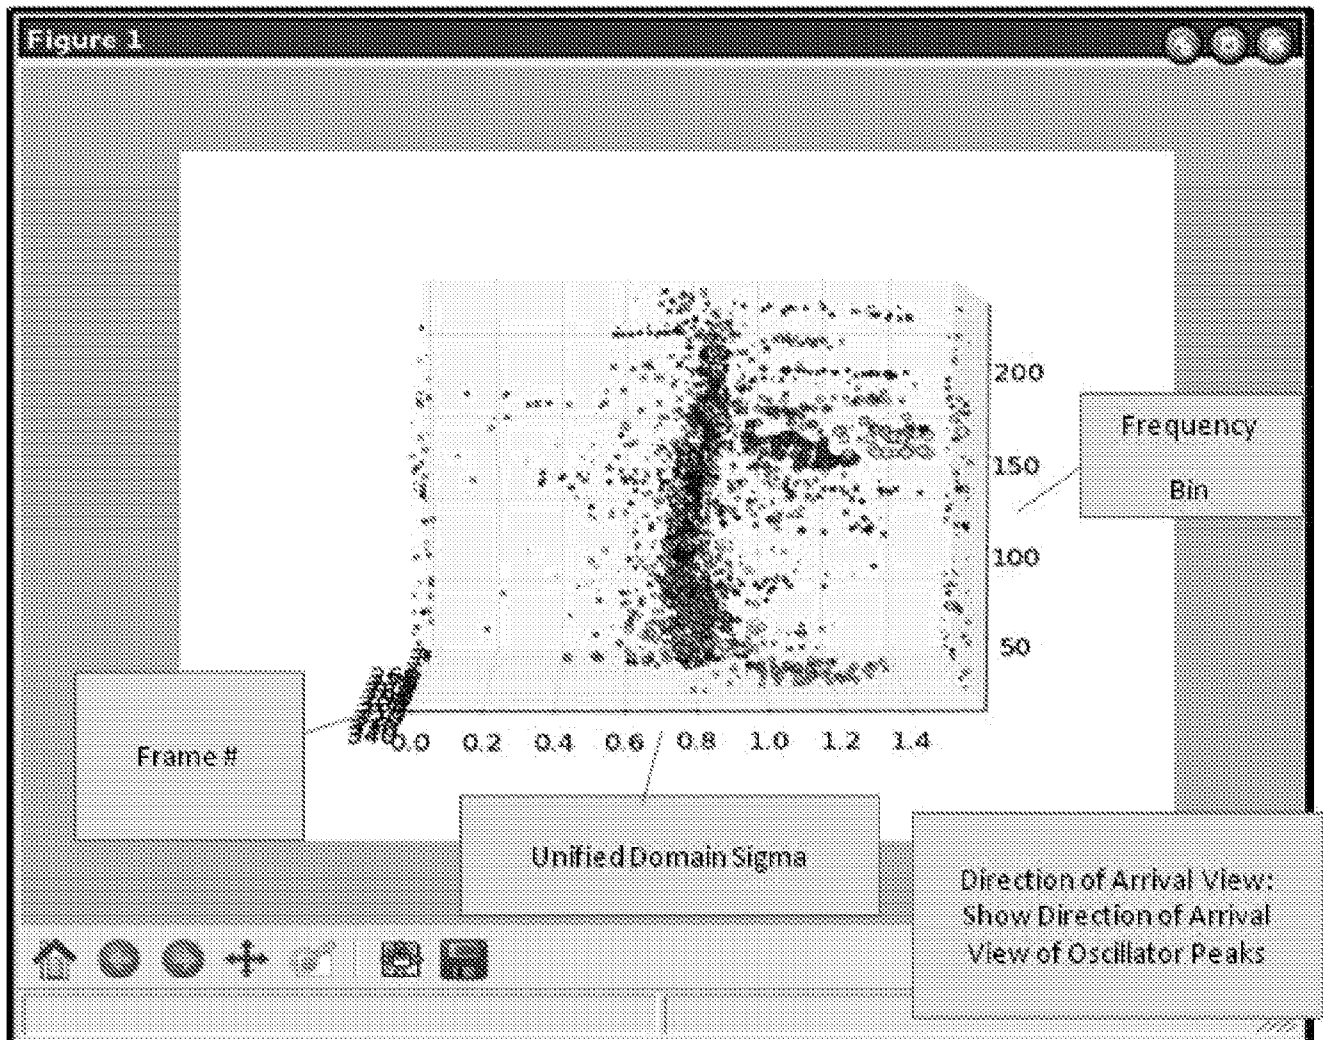 Figure 1
200
Frequency
Bin
150
100
50
Frame #
0.0 0.2 0.4 0.6 0.8 1.0 1.2 1.4
Unified Domain Sigma
Direction of Arrival View:
Show Direction of Arrival
View of Oscillator Peaks